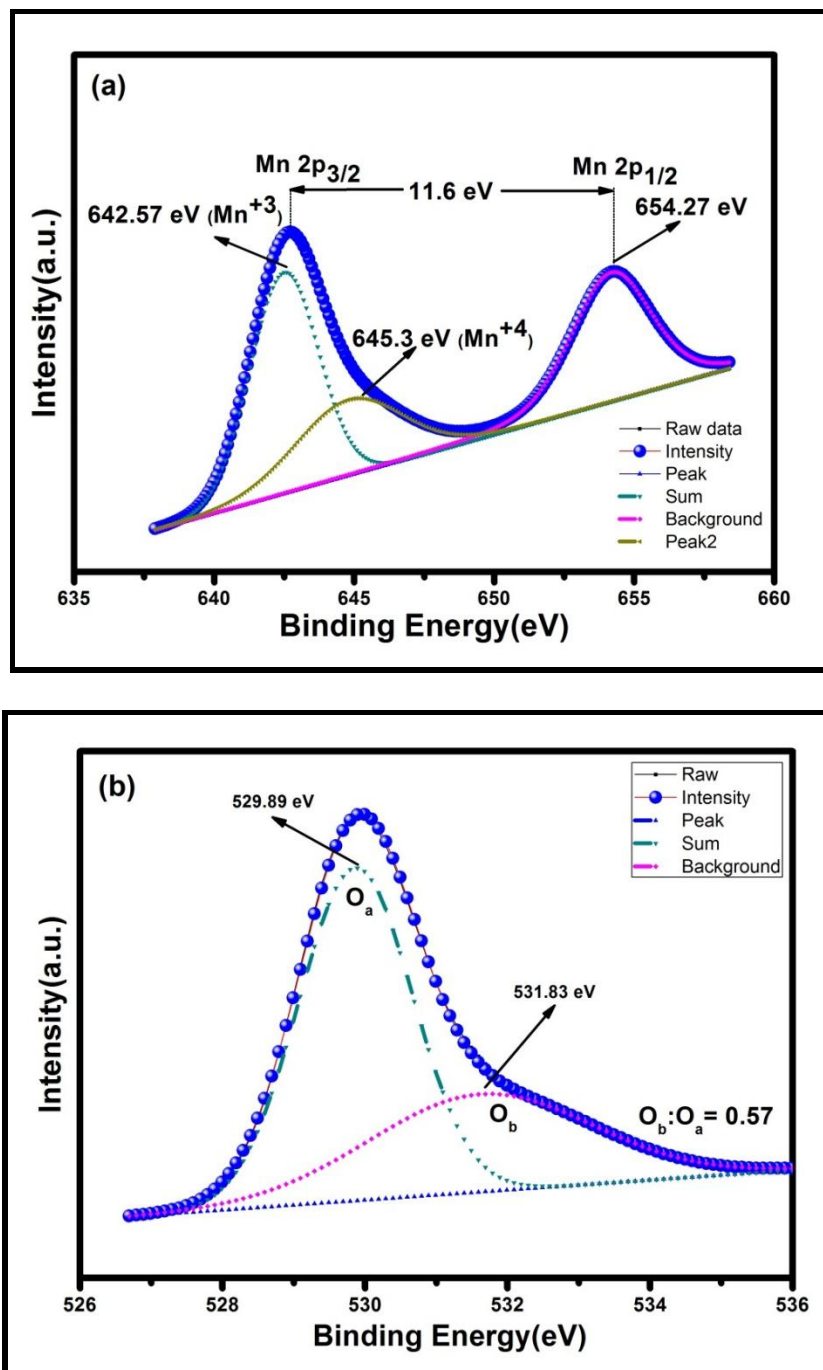 (a)
Mn 2p3/2
Mn 2p1/2
11.6 eV
642.57 eV (Mn+3)
654.27 eV
645.3 eV (Mn+4)
Intensity(a.u.)
Raw data
Intensity
Peak
Sum
Background
Peak2
635 640 645 650 655 660
Binding Energy(eV)
(b)
529.89 eV
Raw
Intensity
Peak
Sum
Background
Oa
531.83 eV
Ob
Ob:Oa= 0.57
Intensity(a.u.)
526 528 530 532 534 536
Binding Energy(eV)